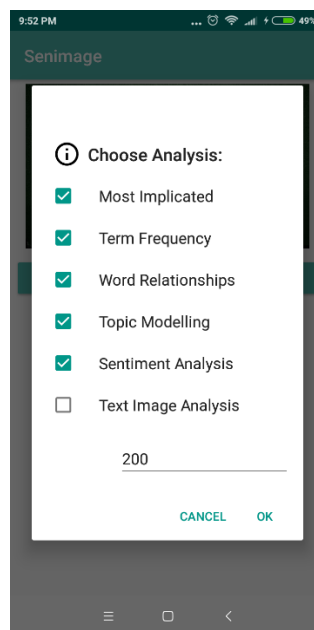 9:52 PM ... 49%
Senimage
Choose Analysis:
Most Implicated
Term Frequency
Word Relationships
Topic Modelling
Sentiment Analysis
Text Image Analysis
200
CANCEL OK